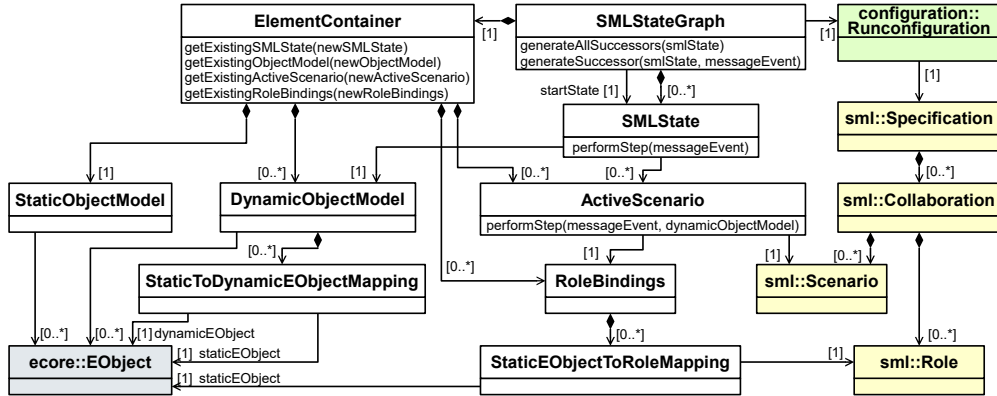 ElementContainer
getExistingSMLState(newSMLState)
getExistingObjectModel(newObjectModel)
getExistingActiveScenario(newActiveScenario)
getExistingRoleBindings(newRoleBindings)
[1]
SMLStateGraph
generateAllSuccessors(smlState)
generateSuccessor(smlState, messageEvent)
[1]
configuration::
Runconfiguration
startState [1]
[0..*]
[1]
SMLState
performStep(messageEvent)
sml::Specification
[1]
[0..*]
[1]
[0..*]
[0..*]
[0..*]
StaticObjectModel
DynamicObjectModel
ActiveScenario
performStep(messageEvent, dynamicObjectModel)
sml::Collaboration
[0..*]
[0..*]
[1]
[1]
[0..*]
StaticToDynamicEObjectMapping
RoleBindings
sml::Scenario
[0..*]
[0..*]
[1] dynamicEObject
[0..*]
[0..*]
ecore::EObject
[1] staticEObject
[1] staticEObject
StaticEObjectToRoleMapping
[1]
sml::Role